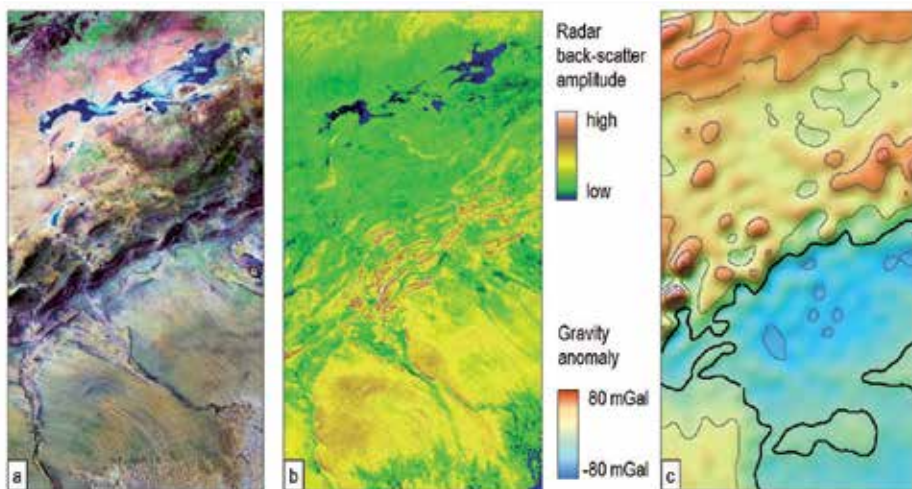 Radar
back-scatter
amplitude
high
low
Gravity
anomaly
80 mGal
-80 mGal
a
b
c